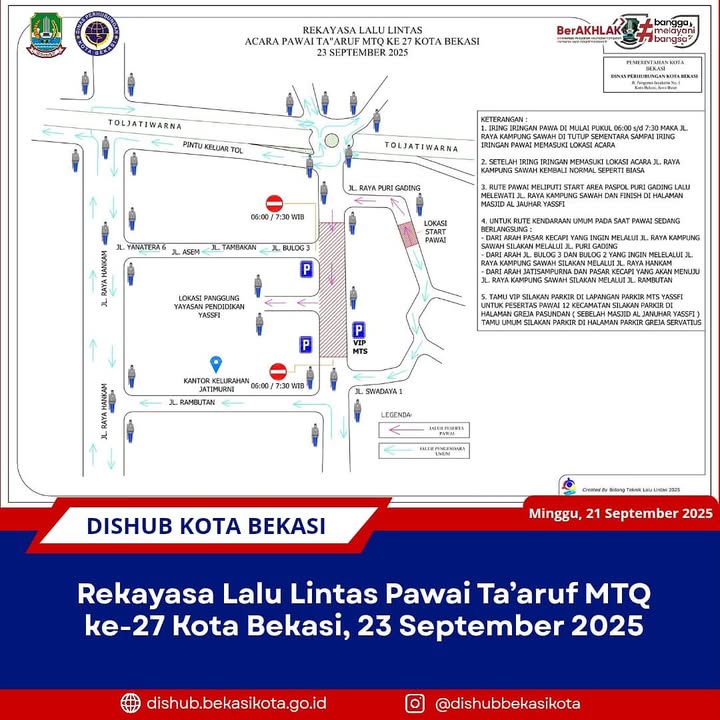 REKAYASA LALU LINTAS
ACARA PAWAI TA"ARUF MTQ KE 27 KOTA BEKASI
23 SEPTEMBER 2025
BerAKHLAK
bangga
melayani
bangsa
PEMERINTAH KOTA
BEKASI
DINAS PERHUBUNGAN KOTA BEKASI
TOLJATIWARNA
PINTU KELUAR TOL
TOLJATIWARNA
JL. RAYA PURI GADING
06:00 / 7:30 WIB
LOKASI
START
PAWAI
JL. YANATERA 6
JL. ASEM
JL. TAMBAKAN
JL. BULOG 3
JL. RAYA HANKAM
P
LOKASI PANGGUNG
YAYASAN PENDIDIKAN
YASSFI
P
P
VIP
MTS
KANTOR KELURAHAN
JATIMURNI
06:00 / 7:30 WIB
JL. SWADAYA 1
JL. RAMBUTAN
JL. RAYA HANKAM
LEGENDA:
JALUR PESERTA
PAWAI
JALUR PENGENDARA
UMUM
KETERANGAN :
1. IRING IRINGAN PAWA DI MULAI PUKUL 06:00 s/d 7:30 MAKA JL.
RAYA KAMPUNG SAWAH DI TUTUP SEMENTARA SAMPAI IRING
IRINGAN PAWAI MEMASUKI LOKASI ACARA
2. SETELAH IRING IRINGEN MEMASUKI LOKASI ACARA JL. RAYA
KAMPUNG SAWAH KEMBALI NORMAL SEPERTI BIASA
3. RUTE PAWAI MELIPUTI START AREA PASPOL PURI GADING LALU
MELEWATI JL. RAYA KAMPUNG SAWAH DAN FINISH DI HALAMAN
MASJID AL JAUHAR YASSFI
4. UNTUK RUTE KENDARAAN UMUM PADA SAAT PAWAI SEDANG
BERLANGSUNG :
- DARI ARAH PASAR KECAPI YANG INGIN MELALUI JL. RAYA KAMPUNG
SAWAH SILAKAN MELALUI JL. PURI GADING
- DARI ARAH JL. BULOG 3 DAN BULOG 2 YANG INGIN MELELALUI JL.
RAYA KAMPUNG SAWAH SILAKAN MELALUI JL. RAYA HANKAM
- DARI ARAH JATISAMPURNA DAN PASAR KECAPI YANG AKAN MENUJU
JL. RAYA KAMPUNG SAWAH SILAKAN MELALUI JL. RAMBUTAN
5. TAMU VIP SILAKAN PARKIR DI LAPANGAN PARKIR MTS YASSFI
UNTUK PESERTAS PAWAI 12 KECAMATAN SILAKAN PARKIR DI
HALAMAN GREJA PASUNDAN ( SEBELAH MASJID AL JANUHAR YASSFI )
TAMU UMUM SILAKAN PARKIR DI HALAMAN PARKIR GREJA SERVATIUS
Created By Bidang Teknik Lalu Lintas 2025
DISHUB KOTA BEKASI
Minggu, 21 September 2025
Rekayasa Lalu Lintas Pawai Ta’aruf MTQ
ke-27 Kota Bekasi, 23 September 2025
dishub.bekasikota.go.id
@dishubbekasikota